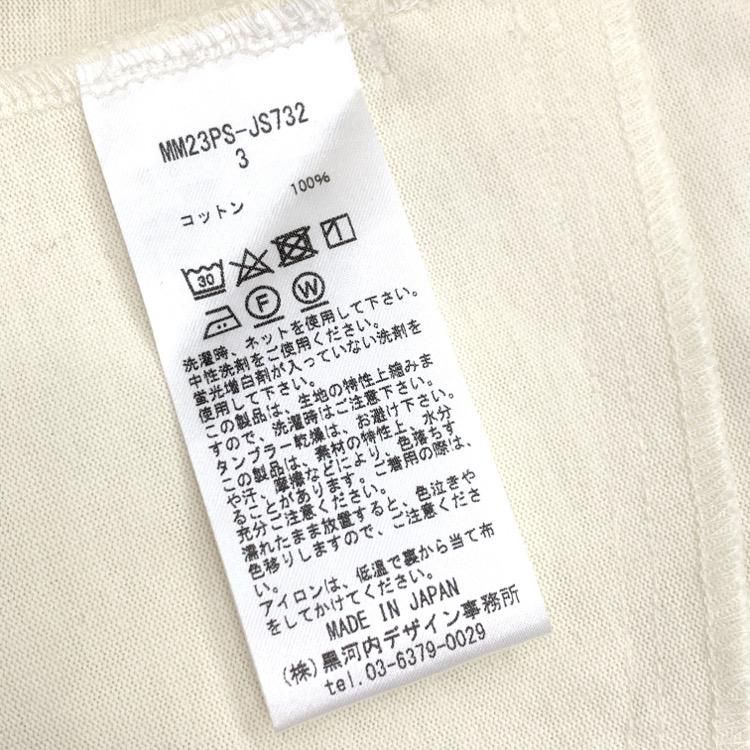 MM23PS-JS732
3
コットン 100%
30
F W
洗濯時、ネットを使用して下さい。
中性洗剤をご使用ください。
蛍光増白剤が入っていない洗剤を
使用して下さい。
この製品は、生地の特性上縮みま
すので、洗濯時はご注意下さい。
タンブラー乾燥は、お避け下さい。
この製品は、素材の特性上、水分
や汗、摩擦などにより、色落ちす
ることがあります。ご着用の際は、
充分ご注意ください。
濡れたまま放置すると、色泣きや
色移りしますので、ご注意くださ
い。
アイロンは、低温で裏から当て布
をしてかけてください。
MADE IN JAPAN
(株)黒河内デザイン事務所
tel.03-6379-0029